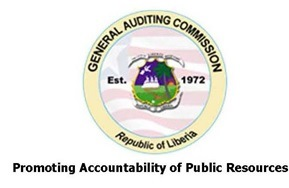 GENERAL AUDITING COMMISSION
Est. 1972
Republic of Liberia
Promoting Accountability of Public Resources